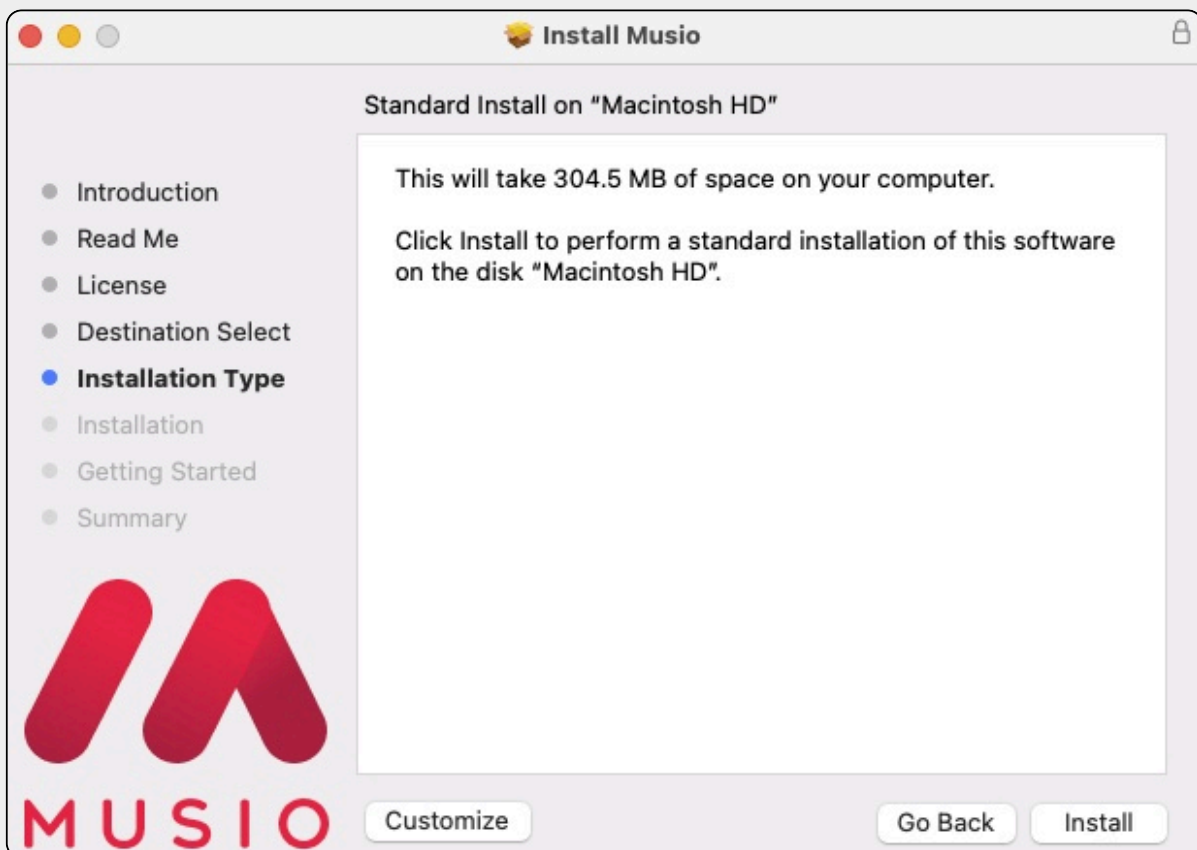 Install Musio
Standard Install on “Macintosh HD”
Introduction
Read Me
License
Destination Select
Installation Type
Installation
Getting Started
Summary
This will take 304.5 MB of space on your computer.
Click Install to perform a standard installation of this software
on the disk “Macintosh HD”.
MUSIO
Customize
Go Back
Install